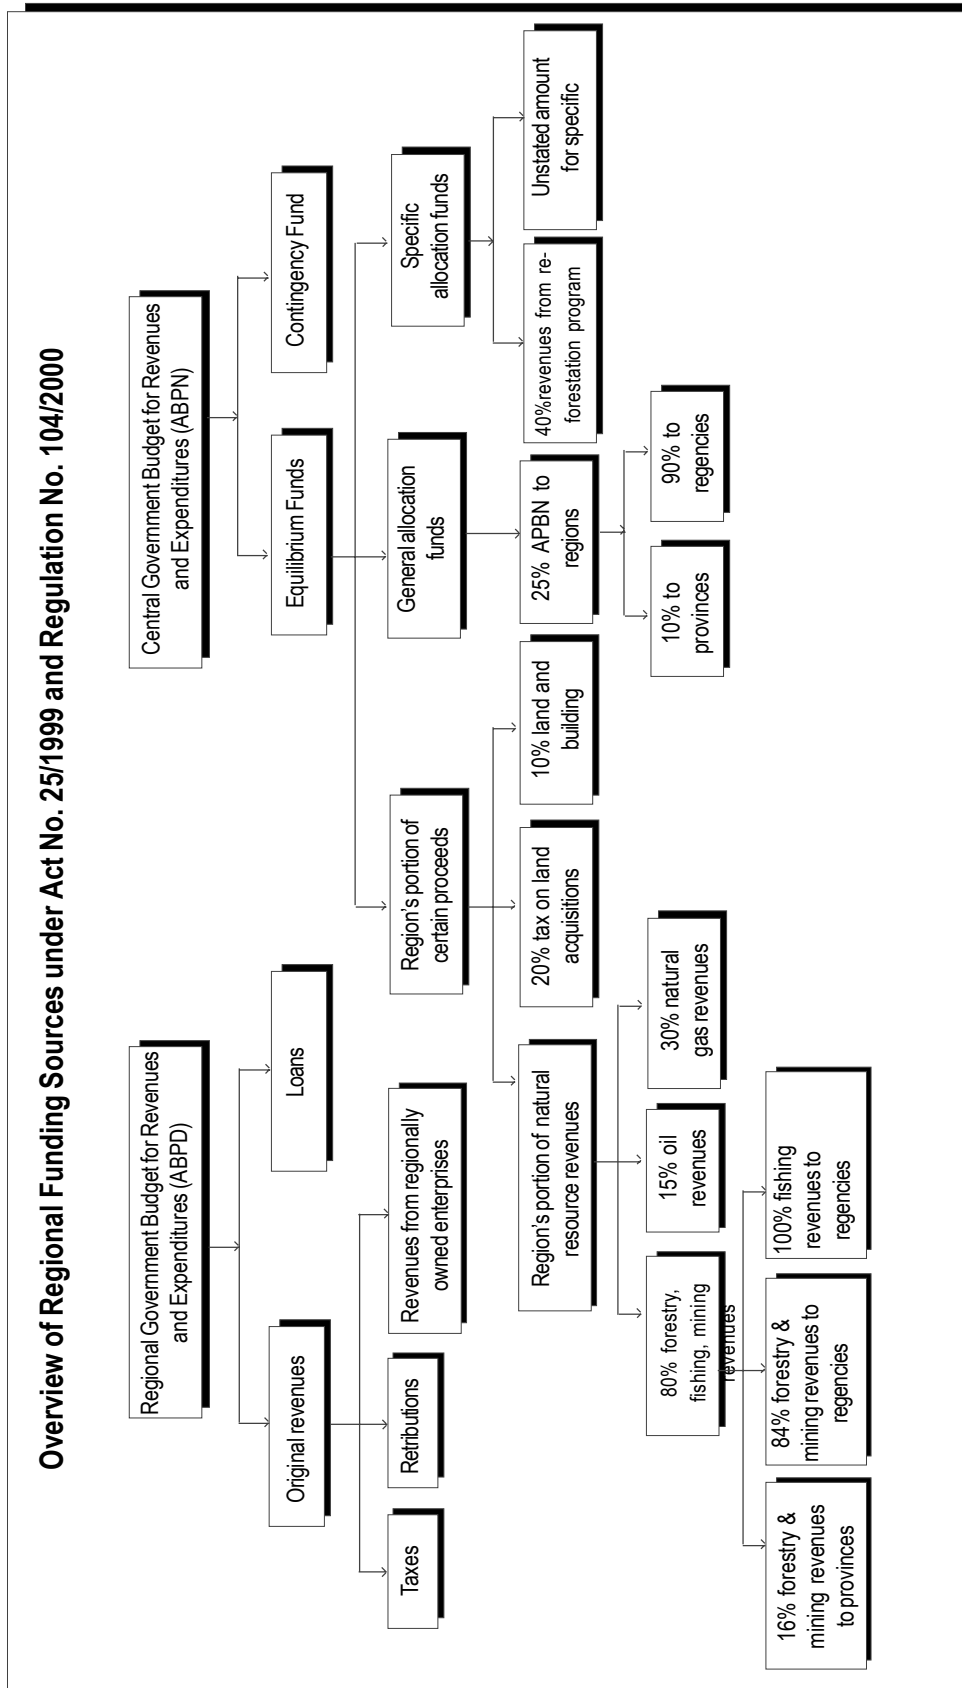 Overview of Regional Funding Sources under Act No. 25/1999 and Regulation No. 104/2000
Regional Government Budget for Revenues
and Expenditures (ABPD)
Central Government Budget for Revenues
and Expenditures (ABPN)
Original revenues
Loans
Equilibrium Funds
Contingency Fund
Taxes
Retributions
Revenues from regionally
owned enterprises
Region's portion of
certain proceeds
General allocation
funds
Specific
allocation funds
Region's portion of natural
resource revenues
20% tax on land
acquisitions
10% land and
building
25% APBN to
regions
40%revenues from re-
forestation program
Unstated amount
for specific
80% forestry,
fishing, mining
revenues
15% oil
revenues
30% natural
gas revenues
10% to
provinces
90% to
regencies
16% forestry &
mining revenues
to provinces
84% forestry &
mining revenues to
regencies
100% fishing
revenues to
regencies